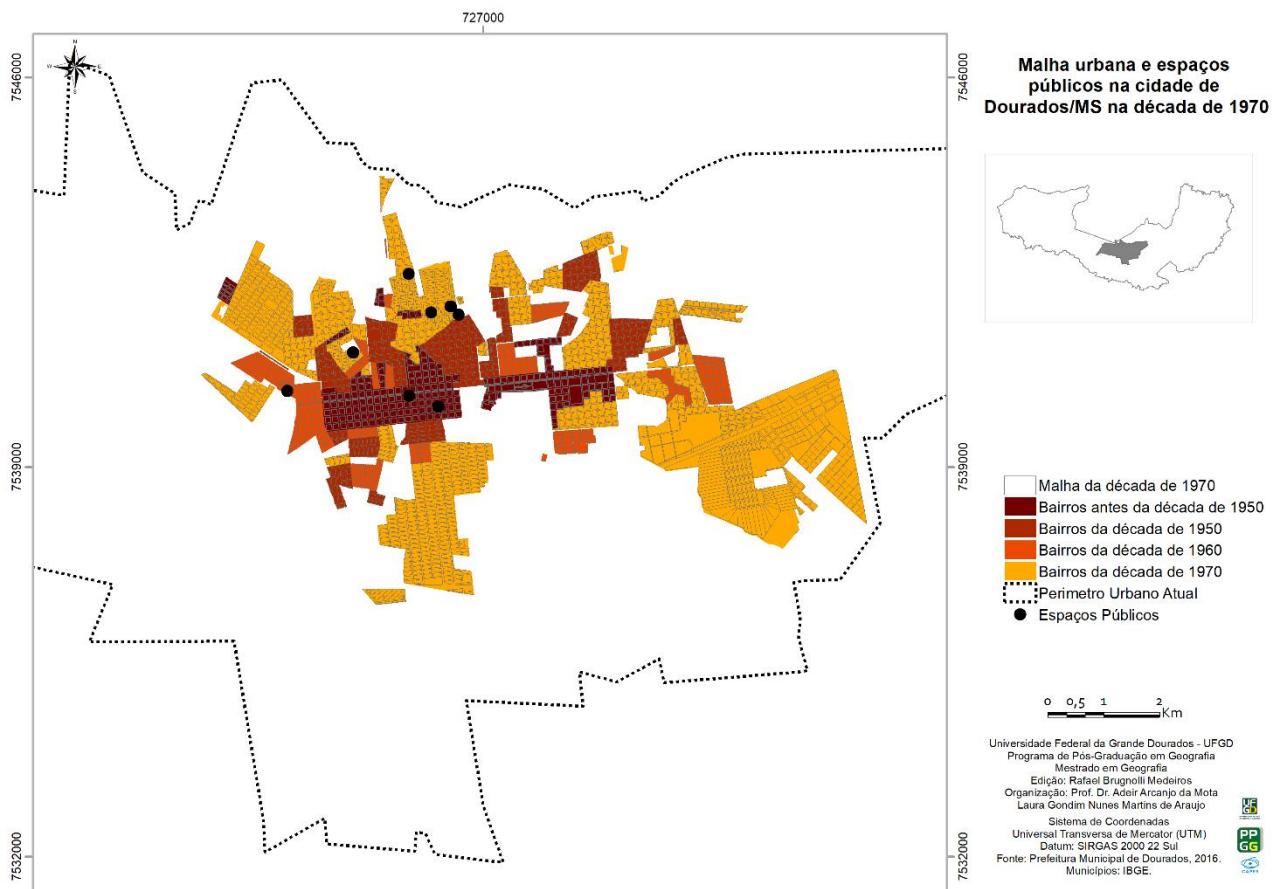 727000
7546000
7546000
N
W
E
S
Malha urbana e espaços
públicos na cidade de
Dourados/MS na década de 1970
7539000
7539000
Malha da década de 1970
Bairros antes da década de 1950
Bairros da década de 1950
Bairros da década de 1960
Bairros da década de 1970
Perimetro Urbano Atual
Espaços Públicos
0 0,5 1 2
Km
Universidade Federal da Grande Dourados - UFGD
Programa de Pós-Graduação em Geografia
Mestrado em Geografia
Edição: Rafael Brugnolli Medeiros
Organização: Prof. Dr. Adeir Arcanjo da Mota
Laura Gondim Nunes Martins de Araujo
Sistema de Coordenadas
Universal Transversa de Mercator (UTM)
Datum: SIRGAS 2000 22 Sul
Fonte: Prefeitura Municipal de Dourados, 2016.
Municípios: IBGE.
UF
GD
PP
GG
CAPES
7532000
7532000